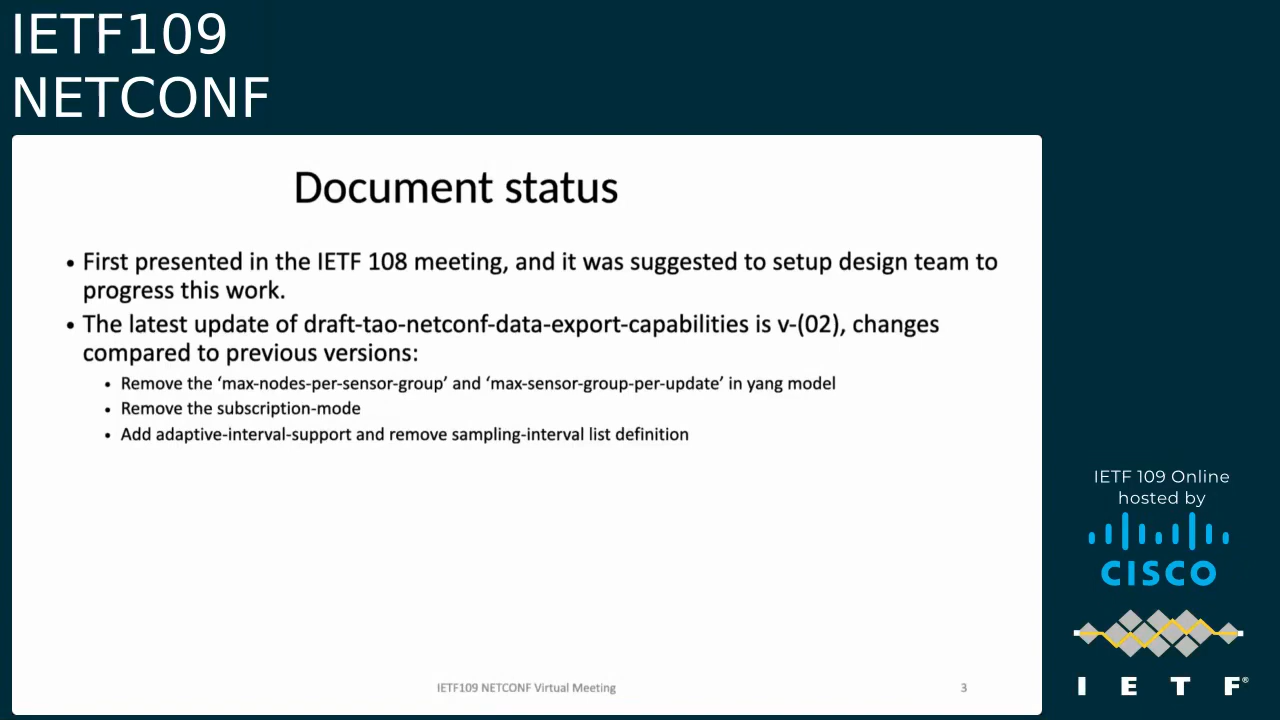 IETF109
NETCONF
Document status
• First presented in the IETF 108 meeting, and it was suggested to setup design team to
progress this work.
• The latest update of draft-tao-netconf-data-export-capabilities is v-(02), changes
compared to previous versions:
• Remove the ‘max-nodes-per-sensor-group’ and ‘max-sensor-group-per-update’ in yang model
• Remove the subscription-mode
• Add adaptive-interval-support and remove sampling-interval list definition
IETF109 NETCONF Virtual Meeting
3
IETF 109 Online
hosted by
CISCO
I E T F®